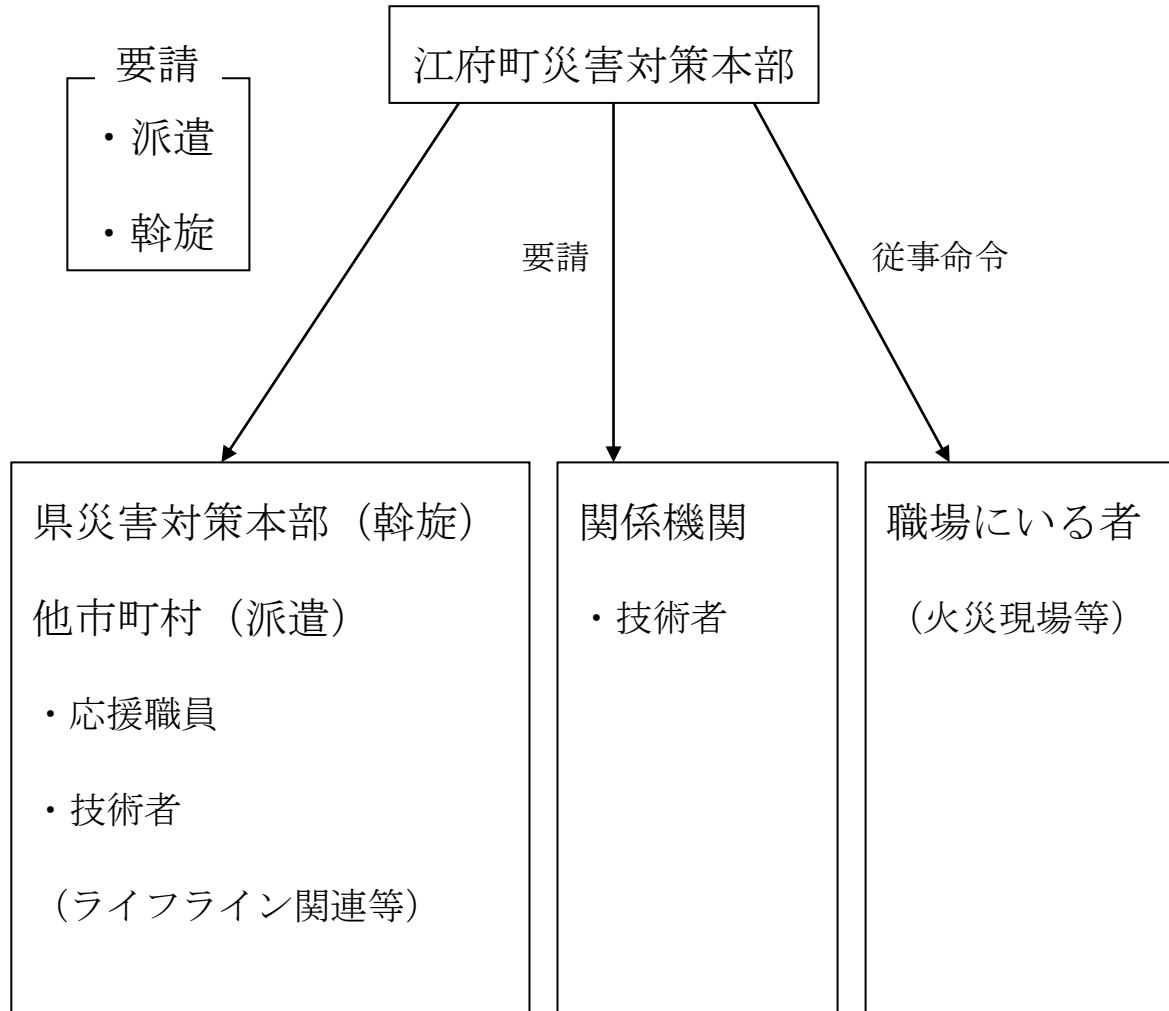 江府町災害対策本部
要請
・派遣
・斡旋
要請
従事命令
県災害対策本部（斡旋）
他市町村（派遣）
・応援職員
・技術者
（ライフライン関連等）
関係機関
・技術者
職場にいる者
（火災現場等）